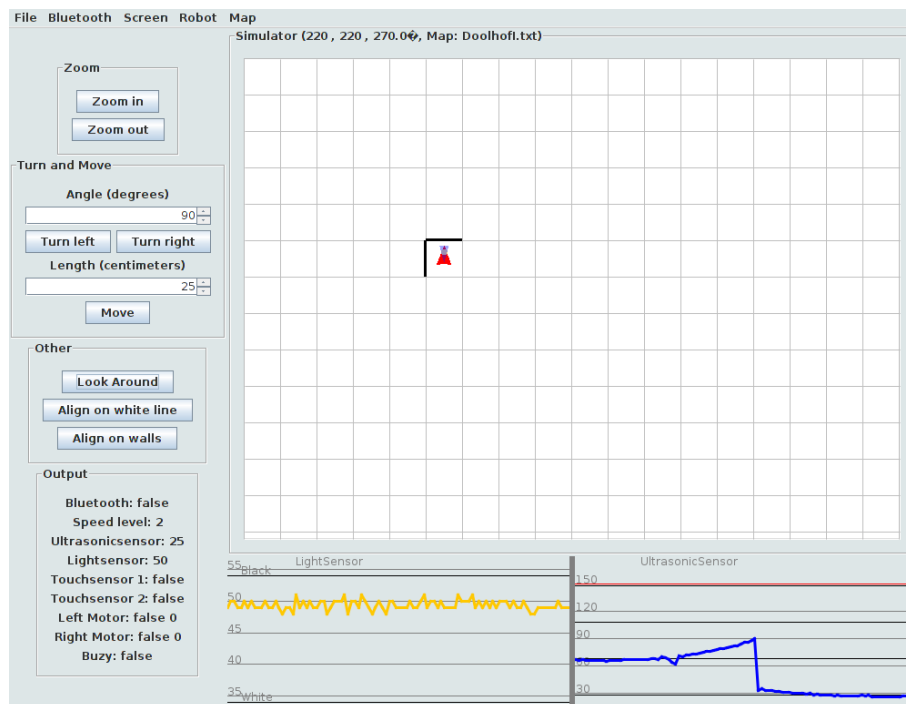 File Bluetooth Screen Robot Map
Simulator (220 , 220 , 270.0�, Map: Doolhofl.txt)
Zoom
Zoom in
Zoom out
Turn and Move
Angle (degrees)
90
Turn left Turn right
Length (centimeters)
25
Move
Other
Look Around
Align on white line
Align on walls
Output
Bluetooth: false
Speed level: 2
Ultrasonicsensor: 25
Lightsensor: 50
Touchsensor 1: false
Touchsensor 2: false
Left Motor: false 0
Right Motor: false 0
Buzy: false
LightSensor
55
Black
50
45
40
35
White
UltrasonicSensor
150
120
90
60
30